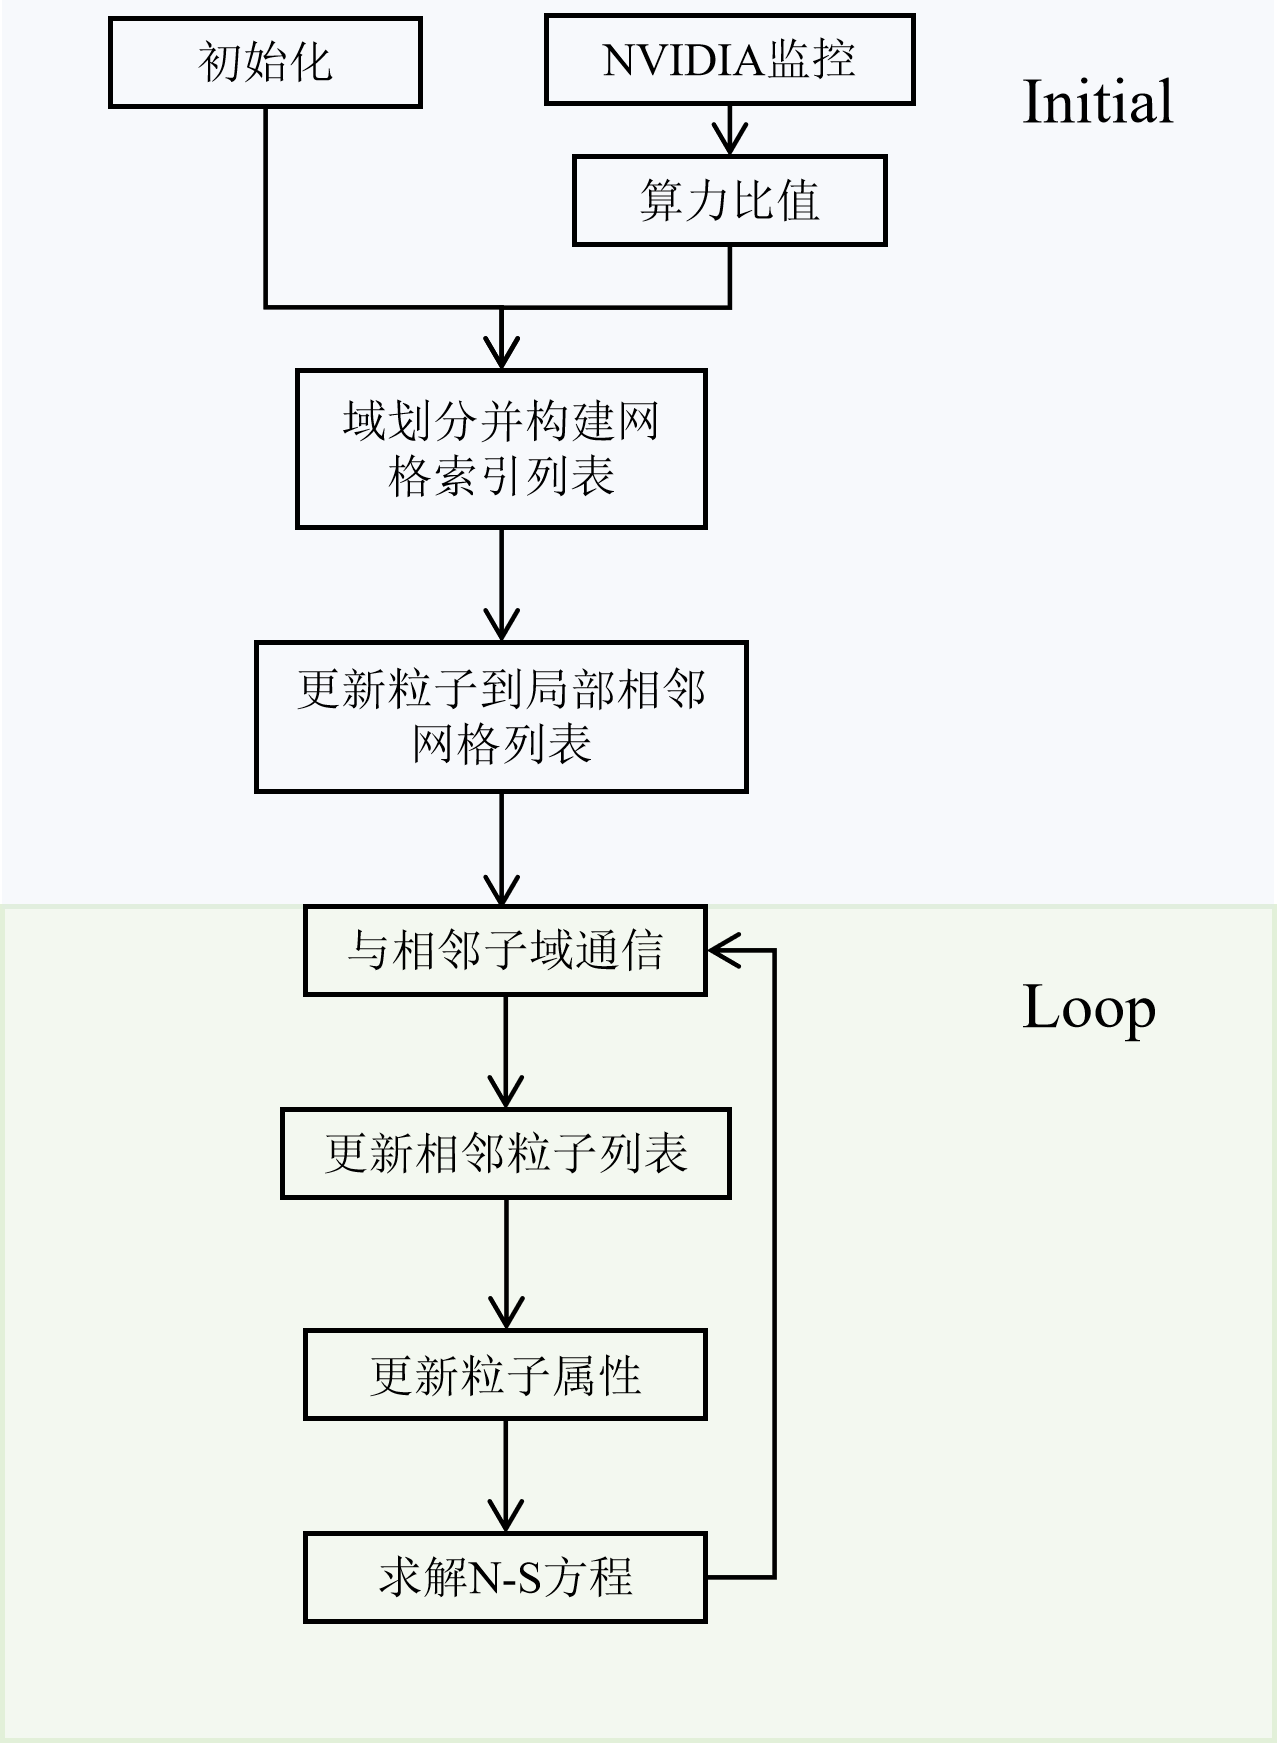 初始化
NVIDIA监控
Initial
算力比值
域划分并构建网
格索引列表
更新粒子到局部相邻
网格列表
与相邻子域通信
Loop
更新相邻粒子列表
更新粒子属性
求解N-S方程